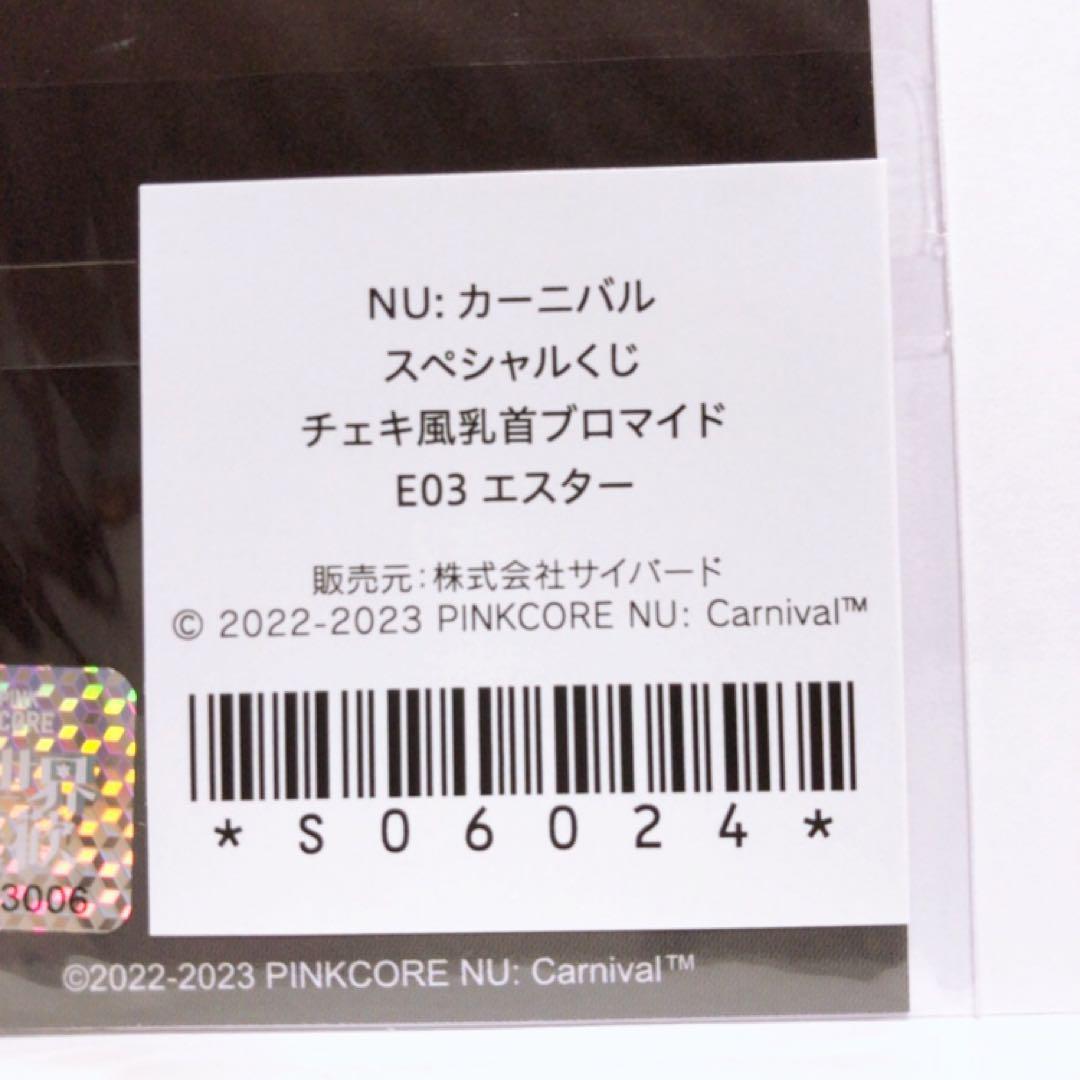 NU: カーニバル
スペシャルくじ
チェキ風乳首ブロマイド
E03 エスター
販売元:株式会社サイバード
© 2022-2023 PINKCORE NU: Carnival™
*S06024*
CORE
界
3006
©2022-2023 PINKCORE NU: Carnival™